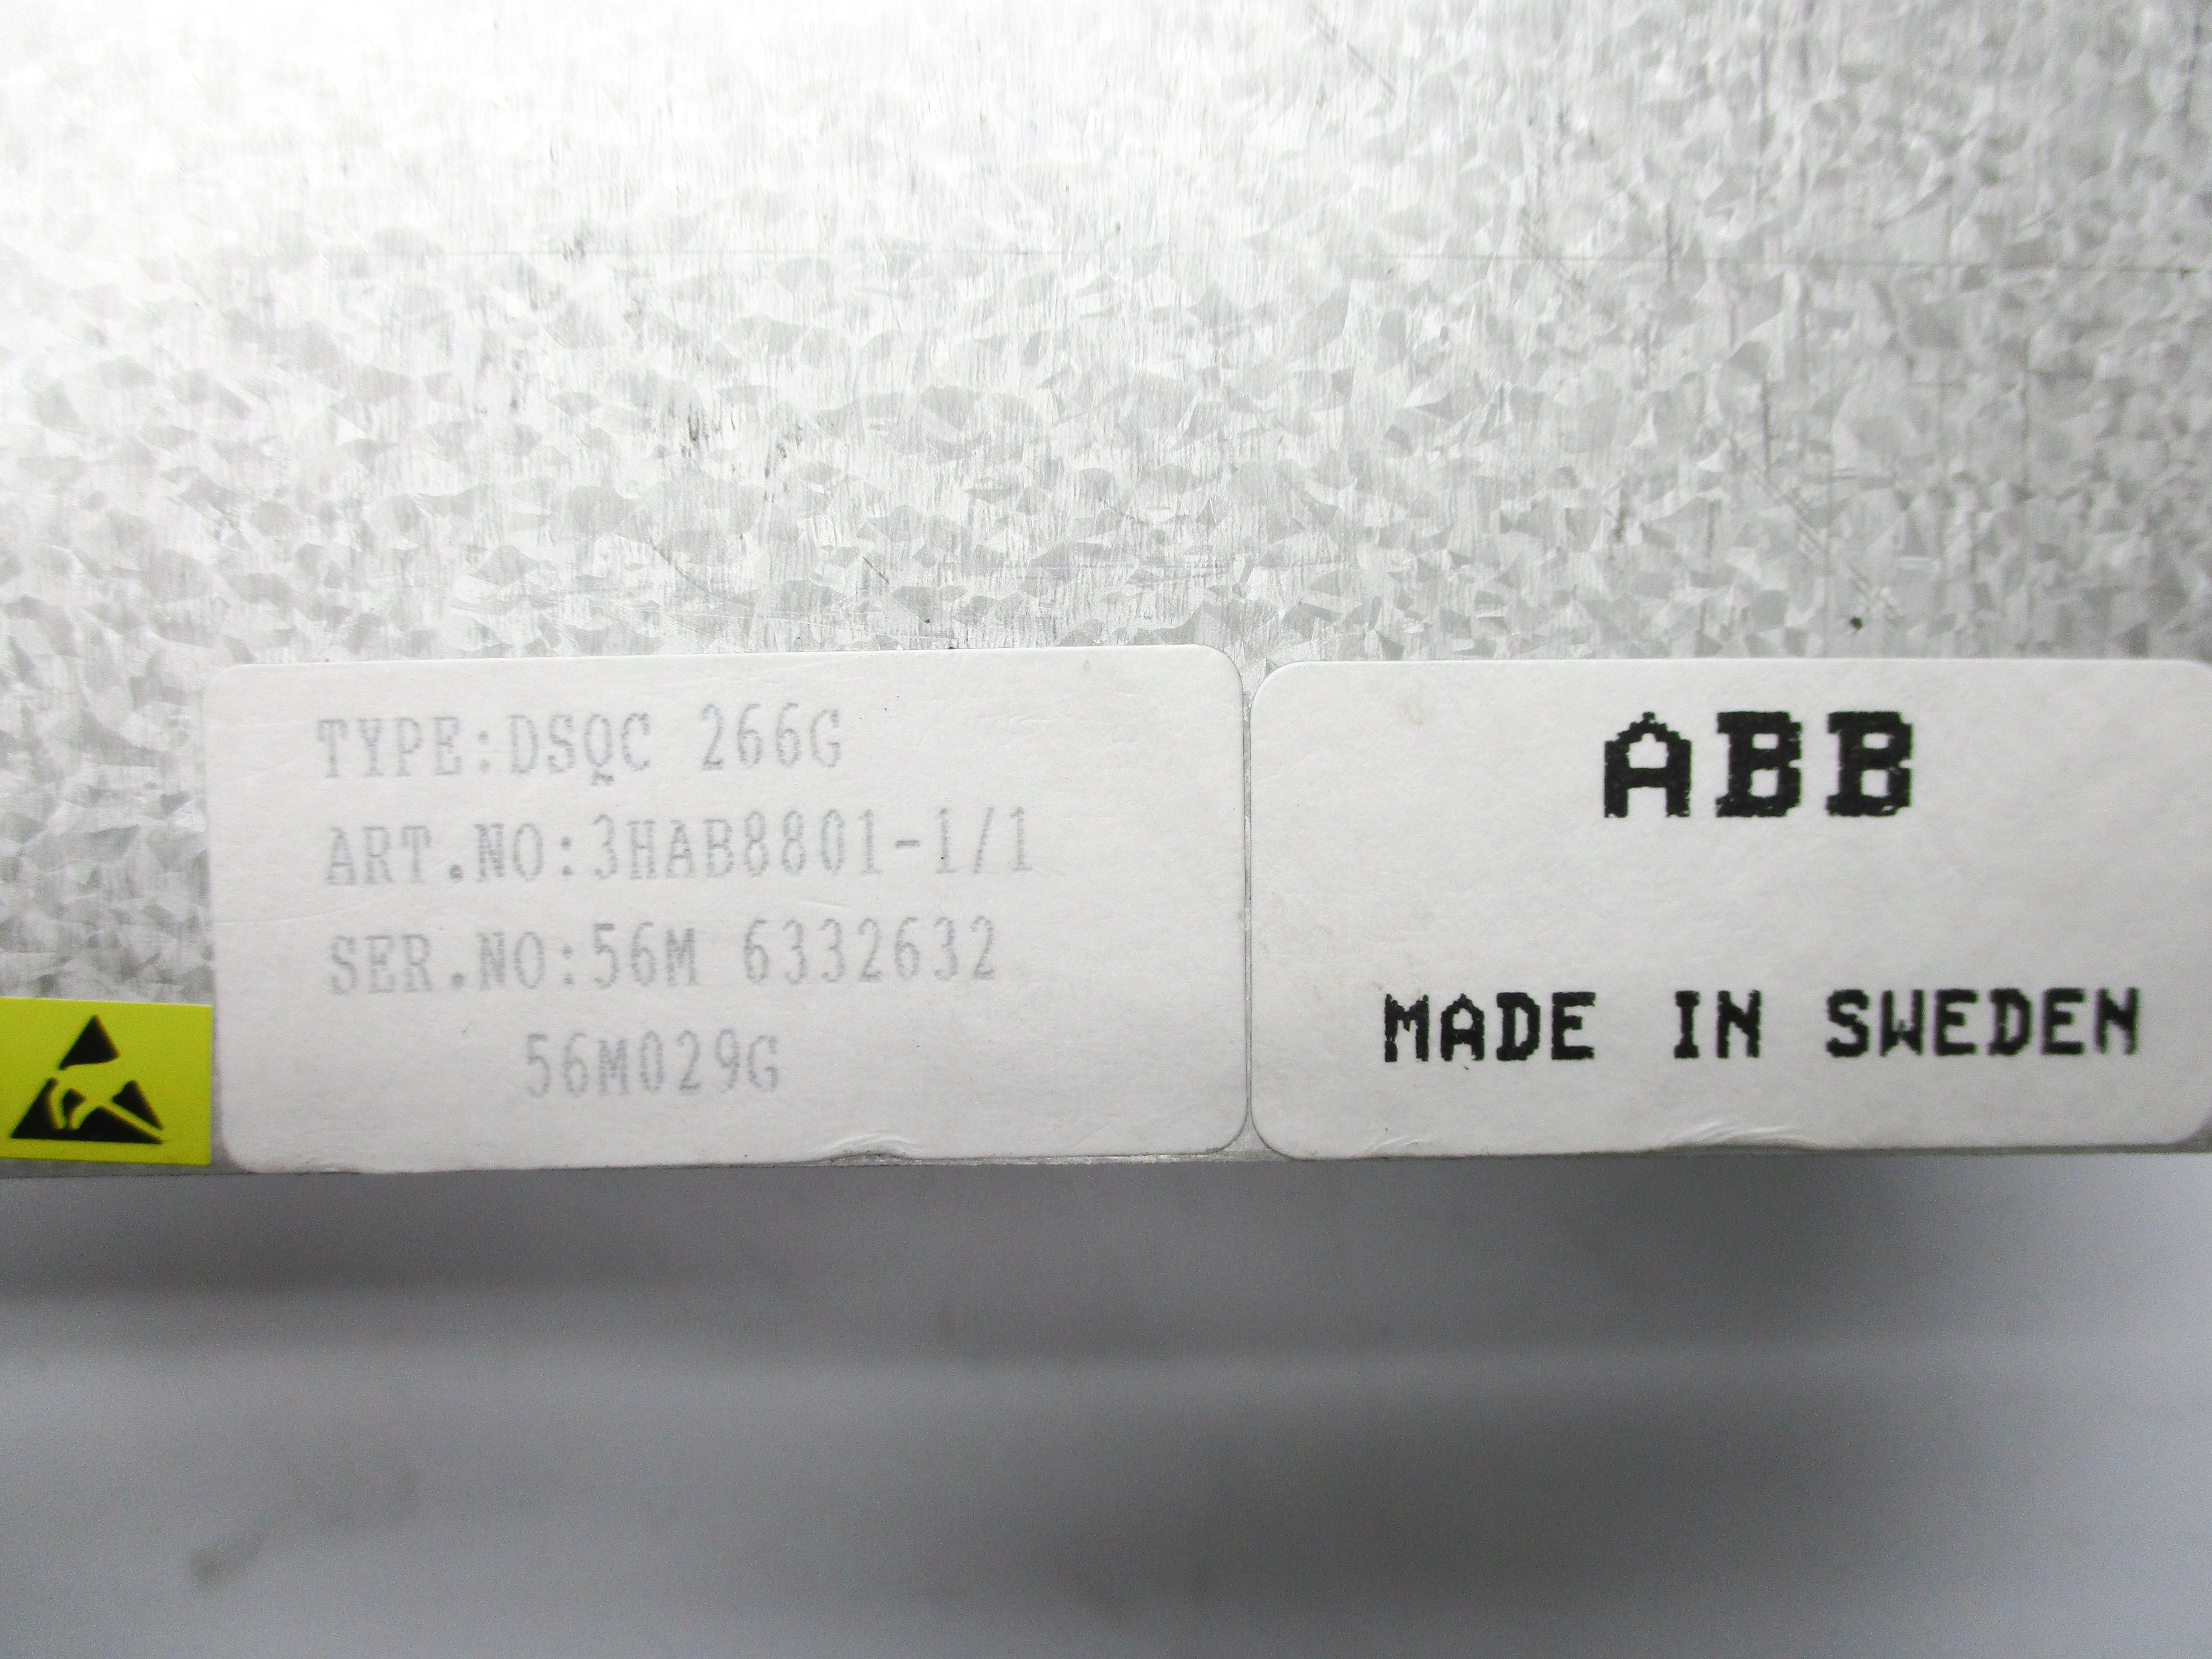 TYPE:DSQC 266G
ART.NO:3HAB8801-1/1
SER.NO:56M 6332632
56M029G
ABB
MADE IN SWEDEN